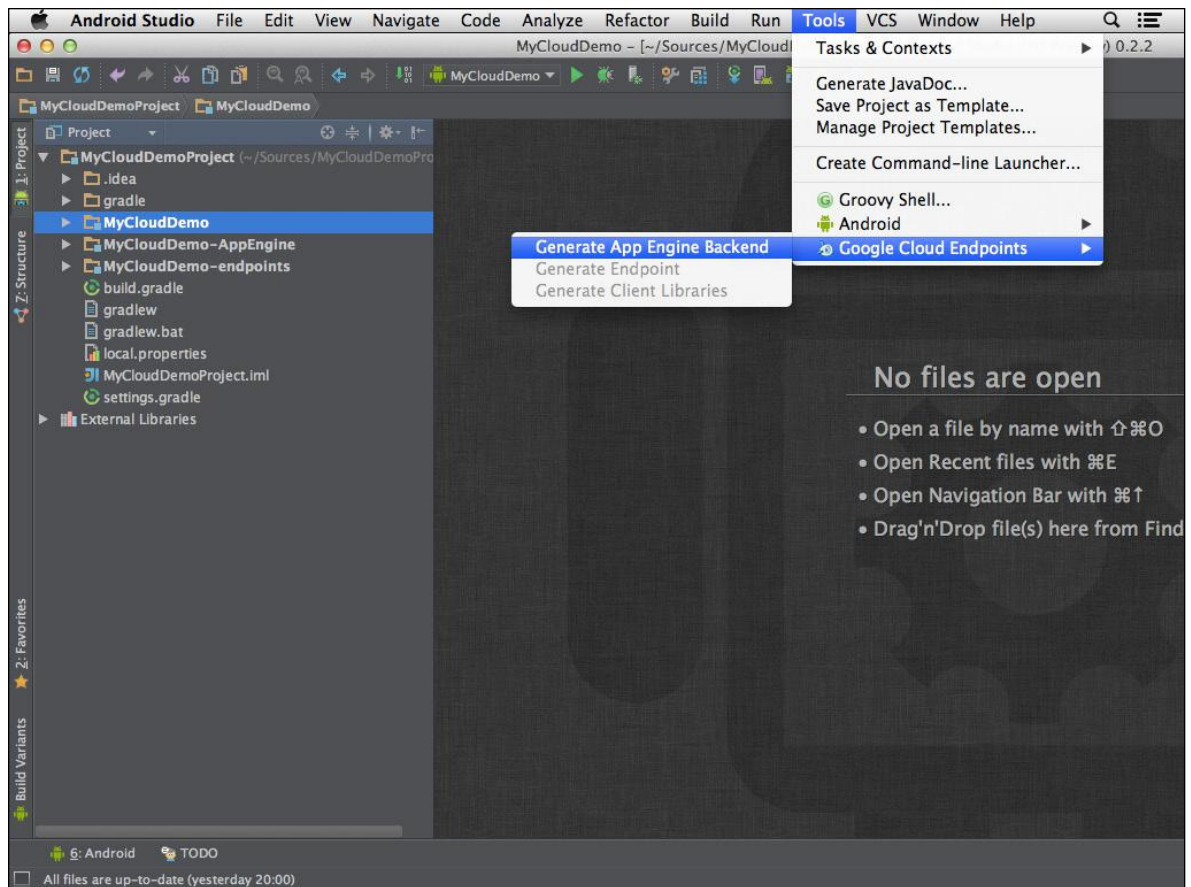 Android Studio File Edit View Navigate Code Analyze Refactor Build Run Tools VCS Window Help
MyCloudDemo – [~/Sources/MyCloud
) 0.2.2
Tasks & Contexts
Generate JavaDoc...
Save Project as Template...
Manage Project Templates...
Create Command-line Launcher...
Groovy Shell...
Android
Google Cloud Endpoints
Generate App Engine Backend
Generate Endpoint
Generate Client Libraries
MyCloudDemo
MyCloudDemoProject MyCloudDemo
1: Project
Z: Structure
2: Favorites
Build Variants
Project
MyCloudDemoProject (~/Sources/MyCloudDemoPro
.idea
gradle
MyCloudDemo
MyCloudDemo-AppEngine
MyCloudDemo-endpoints
build.gradle
gradlew
gradlew.bat
local.properties
MyCloudDemoProject.iml
settings.gradle
External Libraries
No files are open
• Open a file by name with ⇧⌘O
• Open Recent files with ⌘E
• Open Navigation Bar with ⌘↑
• Drag'n'Drop file(s) here from Find
6: Android TODO
All files are up-to-date (yesterday 20:00)